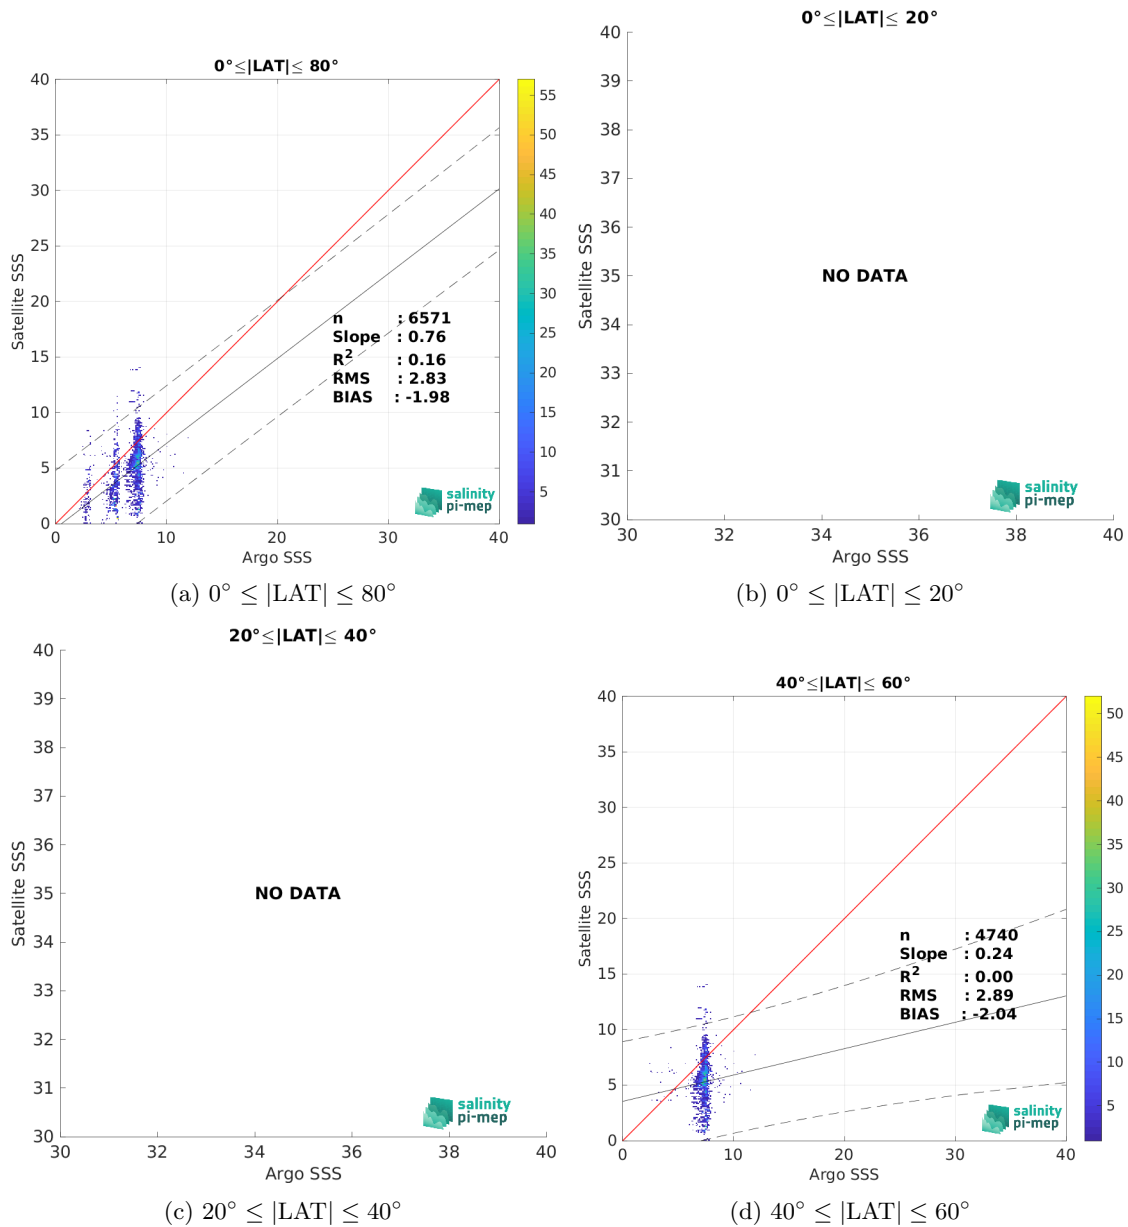 0°≤|LAT|≤ 80°
40
35
30
25
20
15
10
5
0
Satellite SSS
0
10
20
30
40
Argo SSS
n : 6571
Slope : 0.76
R² : 0.16
RMS : 2.83
BIAS : -1.98
salinity
pi-mep
55
50
45
40
35
30
25
20
15
10
5
(a) 0° ≤ |LAT| ≤ 80°
0°≤|LAT|≤ 20°
40
39
38
37
36
35
34
33
32
31
30
Satellite SSS
NO DATA
30
32
34
36
38
40
Argo SSS
salinity
pi-mep
(b) 0° ≤ |LAT| ≤ 20°
20°≤|LAT|≤ 40°
40
39
38
37
36
35
34
33
32
31
30
Satellite SSS
NO DATA
30
32
34
36
38
40
Argo SSS
salinity
pi-mep
(c) 20° ≤ |LAT| ≤ 40°
40°≤|LAT|≤ 60°
40
35
30
25
20
15
10
5
0
Satellite SSS
0
10
20
30
40
Argo SSS
n : 4740
Slope : 0.24
R² : 0.00
RMS : 2.89
BIAS : -2.04
salinity
pi-mep
50
45
40
35
30
25
20
15
10
5
(d) 40° ≤ |LAT| ≤ 60°